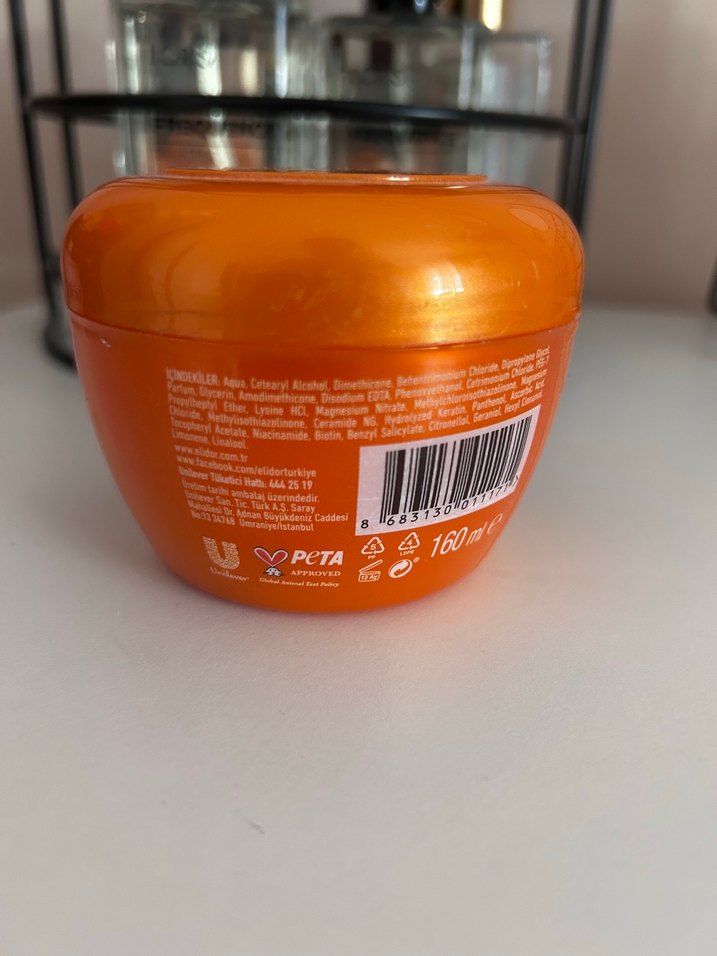 İÇİNDEKİLER: Aqua, Cetearyl Alcohol, Dimethicone, Behentrimonium Chloride, Dipropylene Glycol,
Parfum, Glycerin, Amodimethicone, Disodium EDTA, Phenoxyethanol, Cetrimonium Chloride, PEG-7
Propylheptyl Ether, Lysine HCl, Magnesium Nitrate, Methylchloroisothiazolinone, Magnesium
Chloride, Methylisothiazolinone, Ceramide NG, Hydrolyzed Keratin, Panthenol, Ascorbic Acid,
Tocopheryl Acetate, Niacinamide, Biotin, Benzyl Salicylate, Citronellol, Geraniol, Hexyl Cinnamal,
Limonene, Linalool.
www.elidor.com.tr
www.facebook.com/elidorturkiye
Unilever Tüketici Hattı: 444 25 19
Üretim tarihi ambalaj üzerindedir.
Unilever San. Tic. Türk A.Ş. Saray
Mahallesi Dr. Adnan Büyükdeniz Caddesi
No:13 34768 Ümraniye/İstanbul
8 683130 011171
Unilever
PETA
APPROVED
Global Animal Test Policy
5
PP
4
LDPE
12 Ay
160 ml e